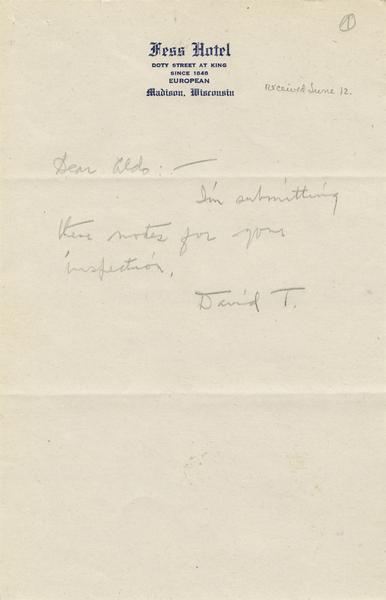 1
Fess Hotel
DOTY STREET AT KING
SINCE 1848
EUROPEAN
Madison, Wisconsin
received June 12.
Dear Aldo: —
I'm submitting
these notes for your
inspection.
David T.